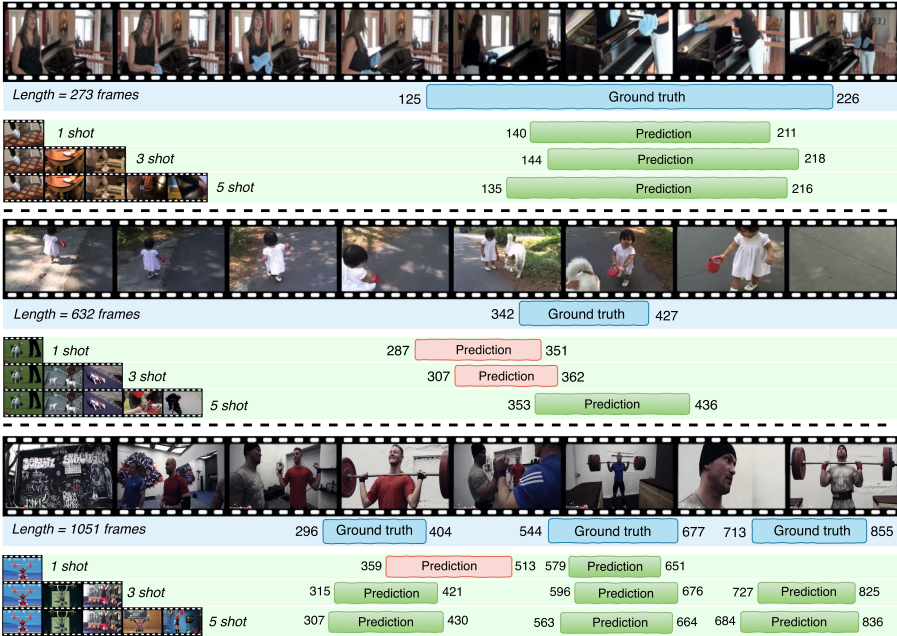 Length = 273 frames
125 Ground truth 226
1 shot 140 Prediction 211
3 shot 144 Prediction 218
5 shot 135 Prediction 216
Length = 632 frames
342 Ground truth 427
1 shot 287 Prediction 351
3 shot 307 Prediction 362
5 shot 353 Prediction 436
Length = 1051 frames
296 Ground truth 404 544 Ground truth 677 713 Ground truth 855
1 shot 359 Prediction 513 579 Prediction 651
3 shot 315 Prediction 421 596 Prediction 676 727 Prediction 825
5 shot 307 Prediction 430 563 Prediction 664 684 Prediction 836